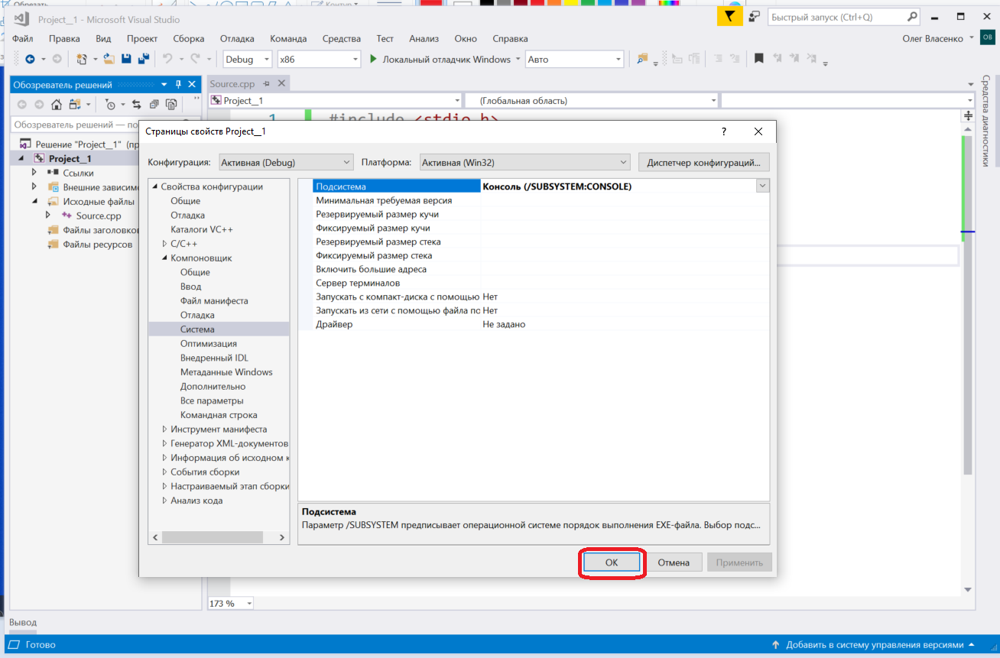 Обрезать
Контур
Project__1 - Microsoft Visual Studio
Быстрый запуск (Ctrl+Q)
Файл Правка Вид Проект Сборка Отладка Команда Средства Тест Анализ Окно Справка
Олег Власенко
ОВ
Debug x86 Локальный отладчик Windows Авто
Обозреватель решений
Source.cpp
Project__1
(Глобальная область)
Средства диагностики
1 #include <stdio.h>
Обозреватель решений — по
Решение "Project__1" (пр
Project__1
Ссылки
Внешние зависимо
Исходные файлы
Source.cpp
Файлы заголовко
Файлы ресурсов
Страницы свойств Project__1
?
Конфигурация: Активная (Debug) Платформа: Активная (Win32) Диспетчер конфигураций...
Свойства конфигурации
Общие
Отладка
Каталоги VC++
C/C++
Компоновщик
Общие
Ввод
Файл манифеста
Отладка
Система
Оптимизация
Внедренный IDL
Метаданные Windows
Дополнительно
Все параметры
Командная строка
Инструмент манифеста
Генератор XML-документов
Информация об исходном к
События сборки
Настраиваемый этап сборки
Анализ кода
Подсистема Консоль (/SUBSYSTEM:CONSOLE)
Минимальная требуемая версия
Резервируемый размер кучи
Фиксируемый размер кучи
Резервируемый размер стека
Фиксируемый размер стека
Включить большие адреса
Сервер терминалов
Запускать с компакт-диска с помощью Нет
Запускать из сети с помощью файла по Нет
Драйвер Не задано
Подсистема
Параметр /SUBSYSTEM предписывает операционной системе порядок выполнения EXE-файла. Выбор подс...
ОК Отмена Применить
173 %
Вывод
Готово
Добавить в систему управления версиями